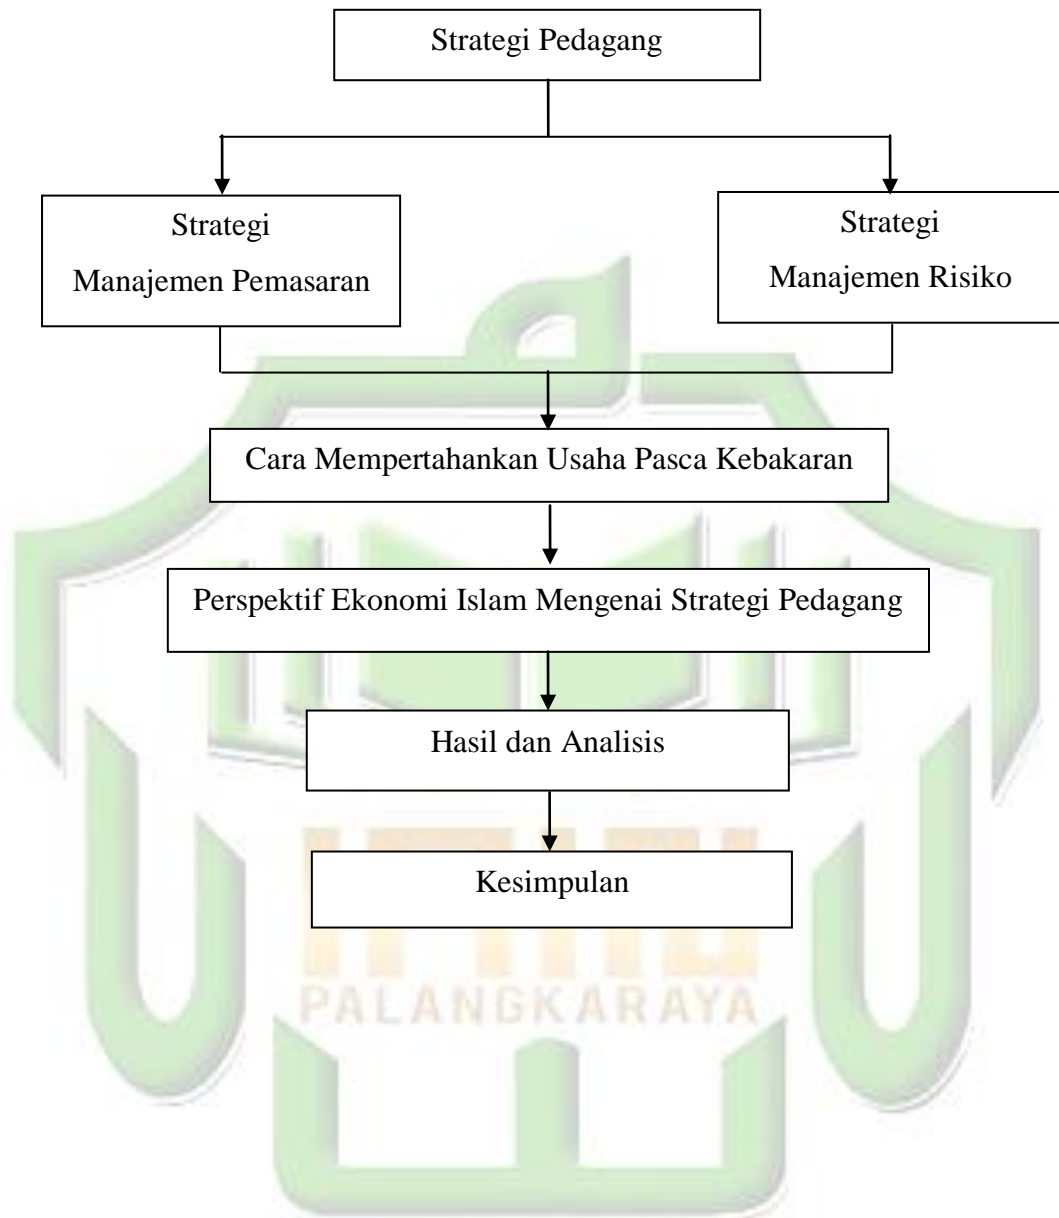 Strategi Pedagang
Strategi
Manajemen Pemasaran
Strategi
Manajemen Risiko
Cara Mempertahankan Usaha Pasca Kebakaran
Perspektif Ekonomi Islam Mengenai Strategi Pedagang
Hasil dan Analisis
Kesimpulan
PALANGKARAYA